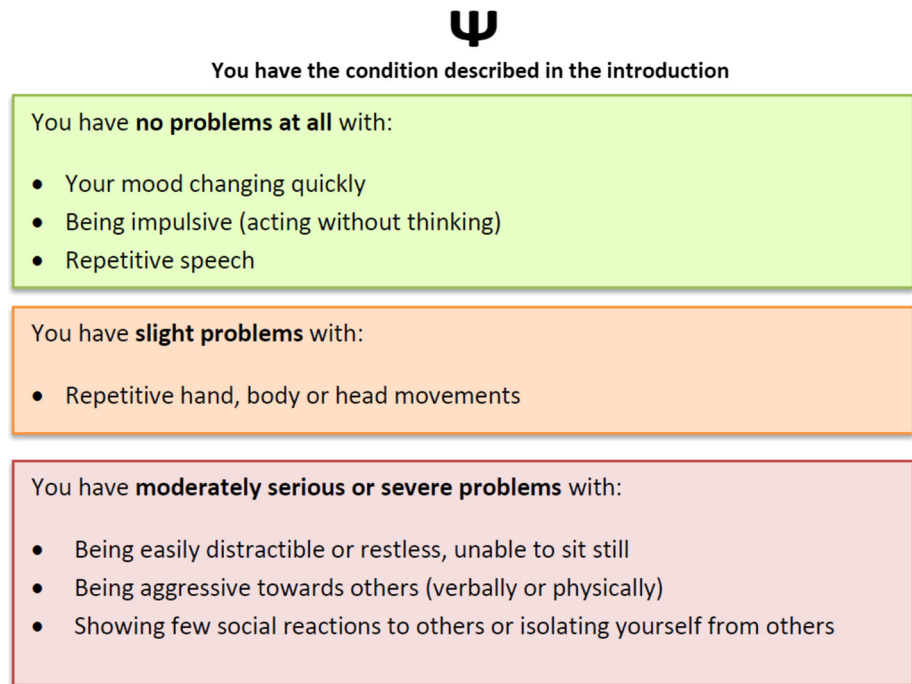 Ψ
You have the condition described in the introduction
You have no problems at all with:
• Your mood changing quickly
• Being impulsive (acting without thinking)
• Repetitive speech
You have slight problems with:
• Repetitive hand, body or head movements
You have moderately serious or severe problems with:
• Being easily distractible or restless, unable to sit still
• Being aggressive towards others (verbally or physically)
• Showing few social reactions to others or isolating yourself from others